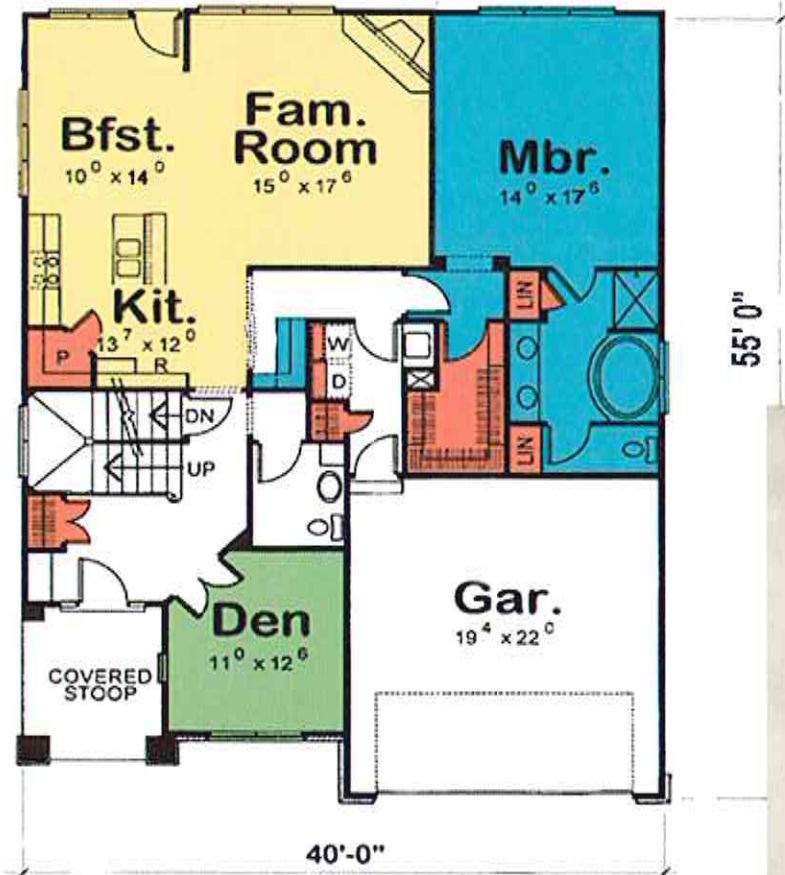 Bfst.
10⁰ x 14⁰
Fam.
Room
15⁰ x 17⁶
Mbr.
14⁰ x 17⁶
Kit.
13⁷ x 12⁰
P
R
W
D
LIN
LIN
DN
UP
Den
11⁰ x 12⁶
Gar.
19⁴ x 22⁰
COVERED
STOOP
55' 0"
40'-0"